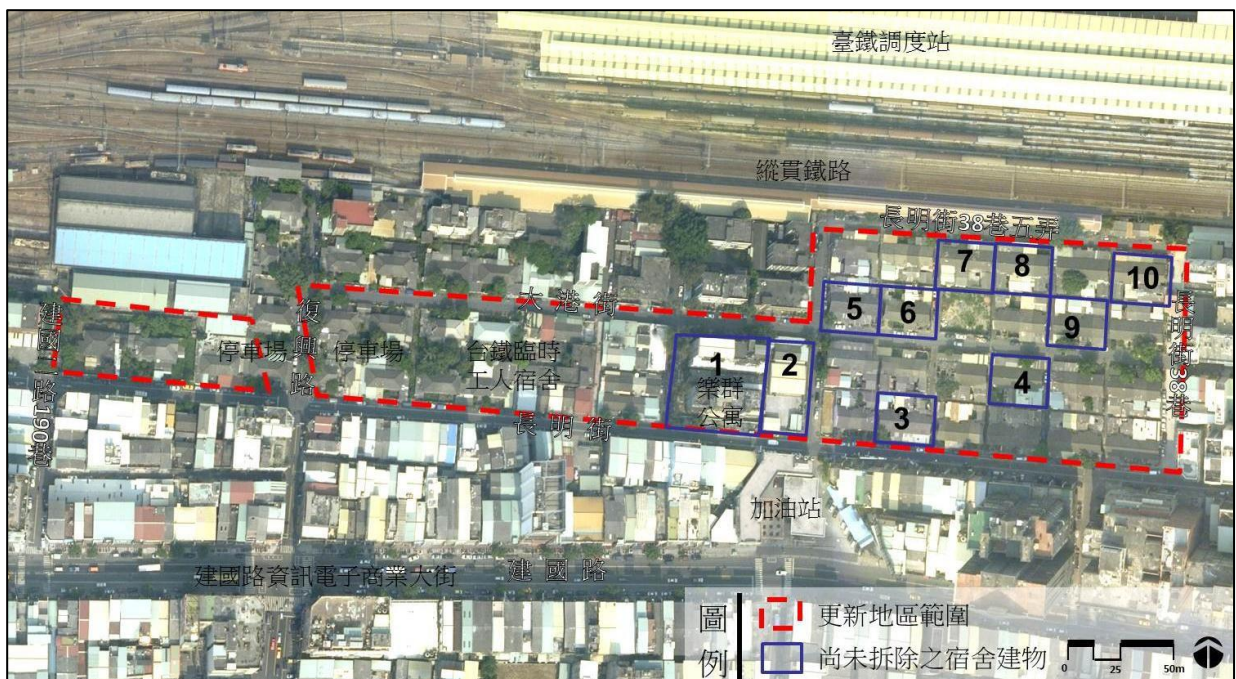 臺鐵調度站
縱貫鐵路
長明街38巷五弄
7
8
10
5
6
9
大 港 街
長明街38巷
建國二路190巷
停車場
復興路
停車場
台鐵臨時
工人宿舍
1
樂群
公寓
2
4
3
長 明 街
加油站
建國路資訊電子商業大街
建 國 路
圖例
更新地區範圍
尚未拆除之宿舍建物
0 25 50m